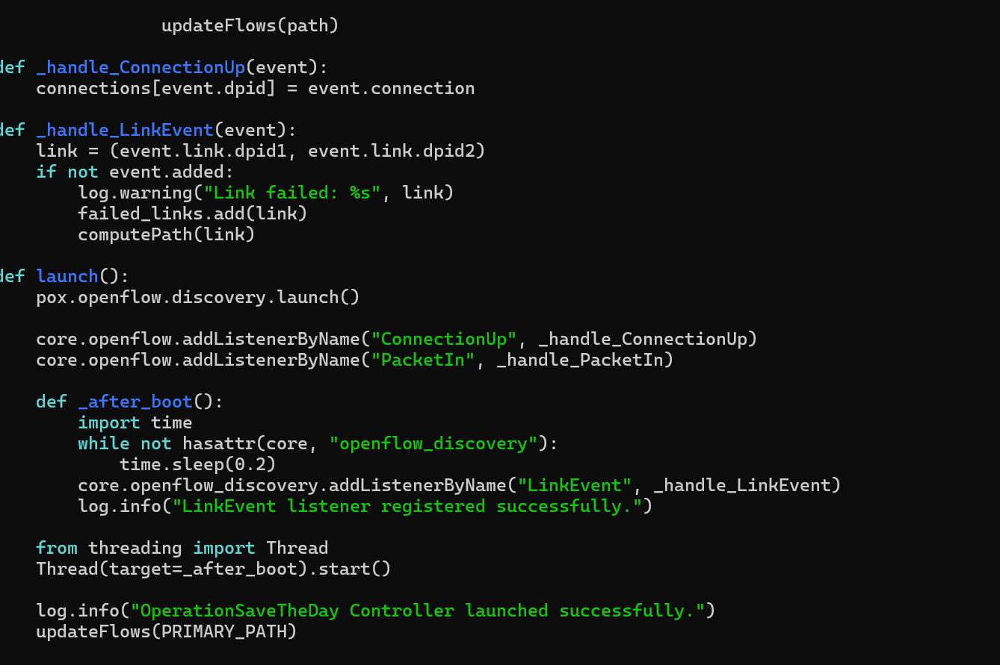 updateFlows(path)

def _handle_ConnectionUp(event):
    connections[event.dpid] = event.connection

def _handle_LinkEvent(event):
    link = (event.link.dpid1, event.link.dpid2)
    if not event.added:
        log.warning("Link failed: %s", link)
        failed_links.add(link)
        computePath(link)

def launch():
    pox.openflow.discovery.launch()

    core.openflow.addListenerByName("ConnectionUp", _handle_ConnectionUp)
    core.openflow.addListenerByName("PacketIn", _handle_PacketIn)

    def _after_boot():
        import time
        while not hasattr(core, "openflow_discovery"):
            time.sleep(0.2)
        core.openflow_discovery.addListenerByName("LinkEvent", _handle_LinkEvent)
        log.info("LinkEvent listener registered successfully.")

    from threading import Thread
    Thread(target=_after_boot).start()

    log.info("OperationSaveTheDay Controller launched successfully.")
    updateFlows(PRIMARY_PATH)